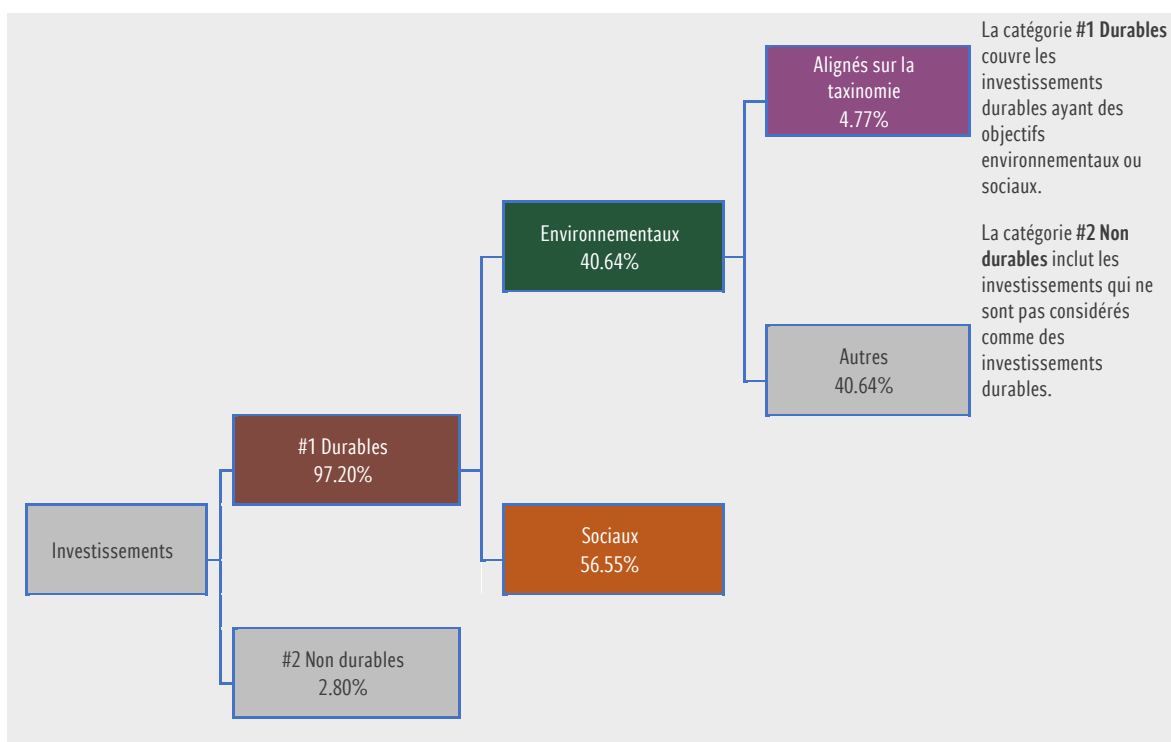 Alignés sur la
taxinomie
4.77%
Environnementaux
40.64%
Autres
40.64%
#1 Durables
97.20%
Investissements
Sociaux
56.55%
#2 Non durables
2.80%
La catégorie #1 Durables
couvre les
investissements
durables ayant des
objectifs
environnementaux ou
sociaux.
La catégorie #2 Non
durables inclut les
investissements qui ne
sont pas considérés
comme des
investissements
durables.